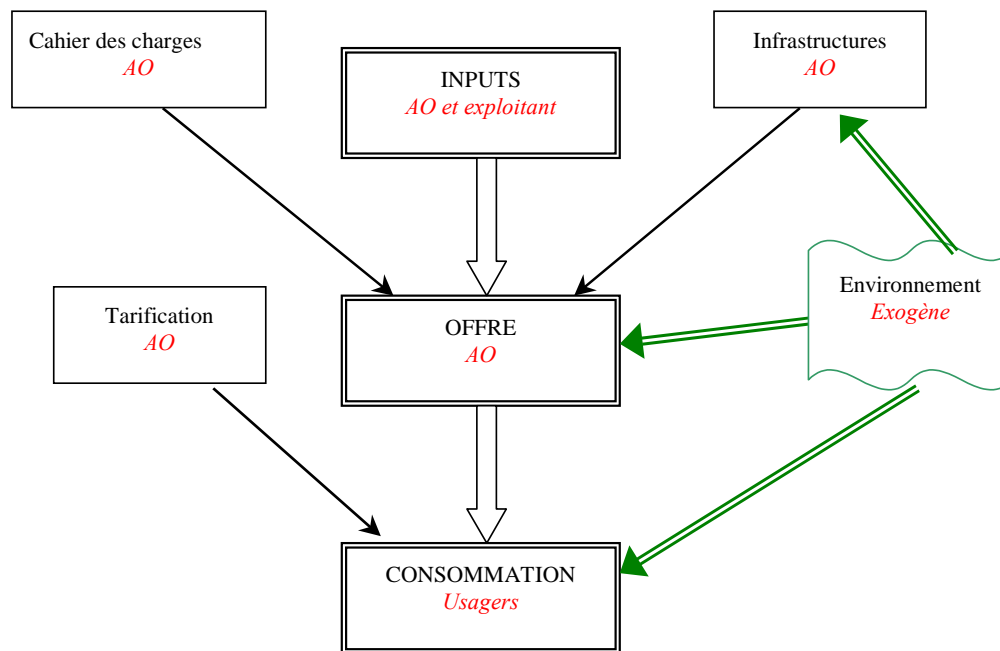 Cahier des charges
AO
INPUTS
AO et exploitant
Infrastructures
AO
Tarification
AO
OFFRE
AO
Environnement
Exogène
CONSOMMATION
Usagers